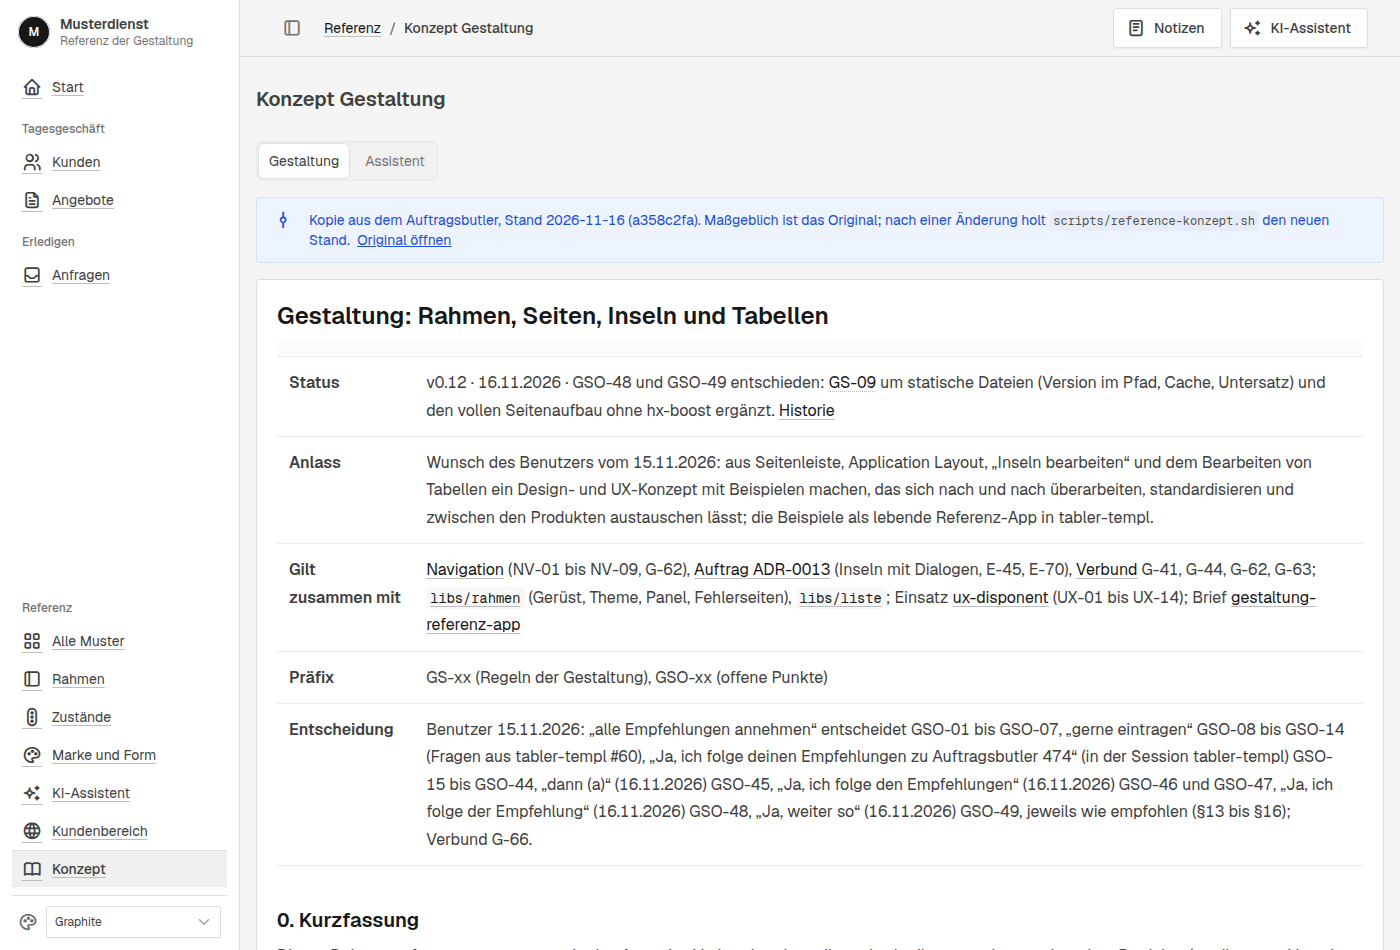 M
Musterdienst
Referenz der Gestaltung
Start
Tagesgeschäft
Kunden
Angebote
Erledigen
Anfragen
Referenz
Alle Muster
Rahmen
Zustände
Marke und Form
KI-Assistent
Kundenbereich
Konzept
Graphite
Referenz / Konzept Gestaltung
Notizen
KI-Assistent
Konzept Gestaltung
Gestaltung
Assistent
Kopie aus dem Auftragsbutler, Stand 2026-11-16 (a358c2fa). Maßgeblich ist das Original; nach einer Änderung holt scripts/reference-konzept.sh den neuen
Stand. Original öffnen
Gestaltung: Rahmen, Seiten, Inseln und Tabellen
Status
v0.12 · 16.11.2026 · GSO-48 und GSO-49 entschieden: GS-09 um statische Dateien (Version im Pfad, Cache, Untersatz) und
den vollen Seitenaufbau ohne hx-boost ergänzt. Historie
Anlass
Wunsch des Benutzers vom 15.11.2026: aus Seitenleiste, Application Layout, „Inseln bearbeiten“ und dem Bearbeiten von
Tabellen ein Design- und UX-Konzept mit Beispielen machen, das sich nach und nach überarbeiten, standardisieren und
zwischen den Produkten austauschen lässt; die Beispiele als lebende Referenz-App in tabler-templ.
Gilt
zusammen mit
Navigation (NV-01 bis NV-09, G-62), Auftrag ADR-0013 (Inseln mit Dialogen, E-45, E-70), Verbund G-41, G-44, G-62, G-63;
libs/rahmen (Gerüst, Theme, Panel, Fehlerseiten), libs/liste ; Einsatz ux-disponent (UX-01 bis UX-14); Brief gestaltung-
referenz-app
Präfix
GS-xx (Regeln der Gestaltung), GSO-xx (offene Punkte)
Entscheidung
Benutzer 15.11.2026: „alle Empfehlungen annehmen“ entscheidet GSO-01 bis GSO-07, „gerne eintragen“ GSO-08 bis GSO-14
(Fragen aus tabler-templ #60), „Ja, ich folge deinen Empfehlungen zu Auftragsbutler 474“ (in der Session tabler-templ) GSO-
15 bis GSO-44, „dann (a)“ (16.11.2026) GSO-45, „Ja, ich folge den Empfehlungen“ (16.11.2026) GSO-46 und GSO-47, „Ja, ich
folge der Empfehlung“ (16.11.2026) GSO-48, „Ja, weiter so“ (16.11.2026) GSO-49, jeweils wie empfohlen (§13 bis §16);
Verbund G-66.
0. Kurzfassung